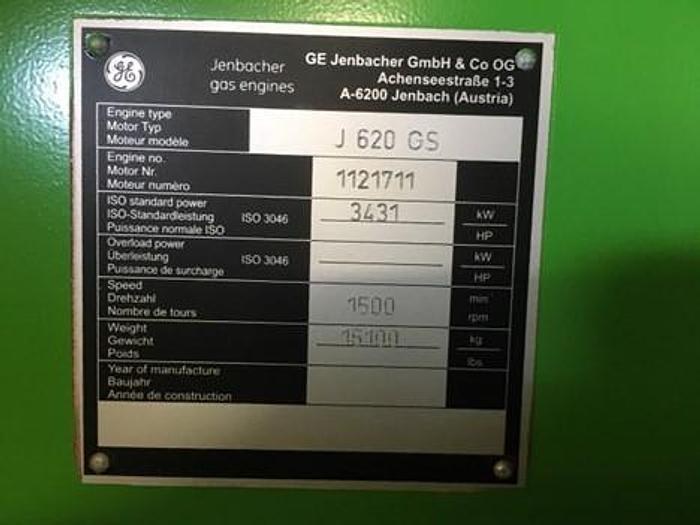 GE
Jenbacher
gas engines
GE Jenbacher GmbH & Co OG
Achenseestraße 1-3
A-6200 Jenbach (Austria)
Engine type
Motor Typ
Moteur modèle
J 620 GS
Engine no.
Motor Nr.
Moteur numéro
1121711
ISO standard power
ISO-Standardleistung ISO 3046
Puissance normale ISO
3431
kW
HP
Overload power
Überleistung ISO 3046
Puissance de surcharge
kW
HP
Speed
Drehzahl
Nombre de tours
1500
min
rpm
Weight
Gewicht
Poids
15100
kg
lbs
Year of manufacture
Baujahr
Année de construction